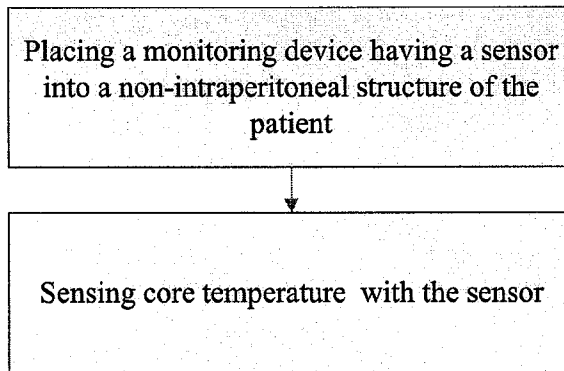 Placing a monitoring device having a sensor
into a non-intraperitoneal structure of the
patient
Sensing core temperature with the sensor